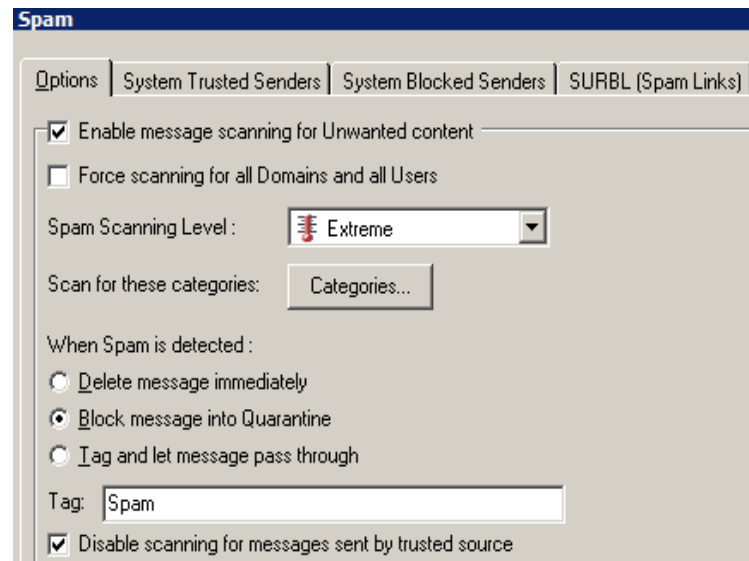 Spam
Options System Trusted Senders System Blocked Senders SURBL (Spam Links)
Enable message scanning for Unwanted content
Force scanning for all Domains and all Users
Spam Scanning Level : Extreme
Scan for these categories: Categories...
When Spam is detected :
Delete message immediately
Block message into Quarantine
Tag and let message pass through
Tag: Spam
Disable scanning for messages sent by trusted source